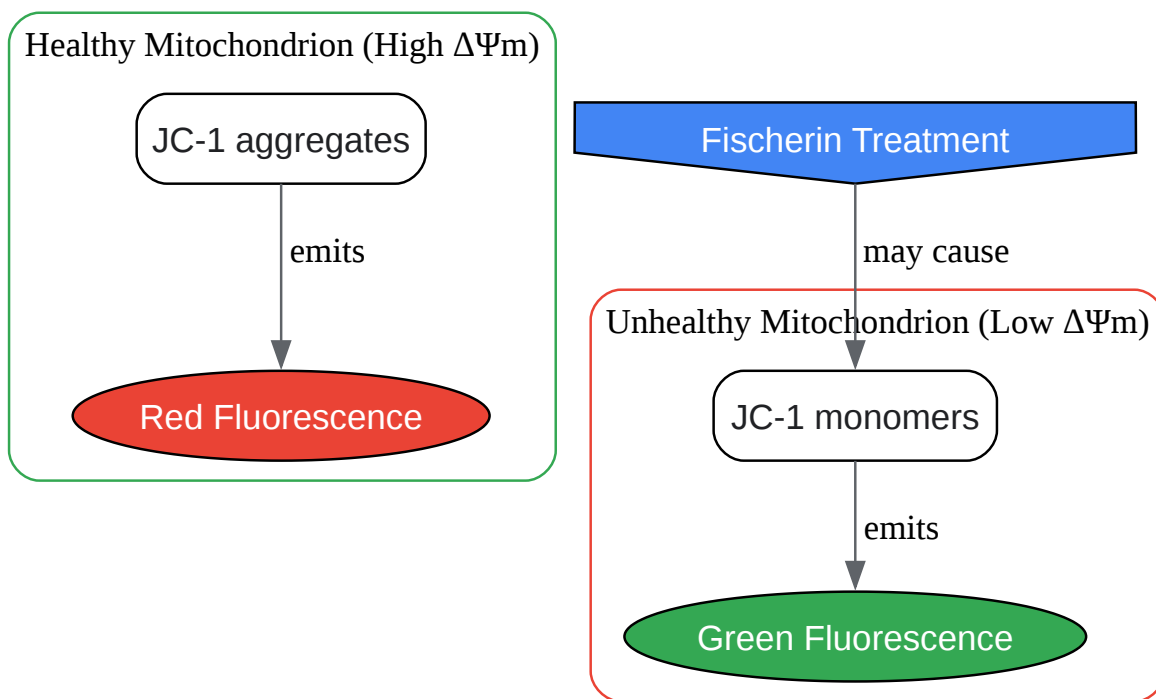 Healthy Mitochondrion (High ΔΨm)
JC-1 aggregates
emits
Red Fluorescence
Fischerin Treatment
may cause
Unhealthy Mitochondrion (Low ΔΨm)
JC-1 monomers
emits
Green Fluorescence